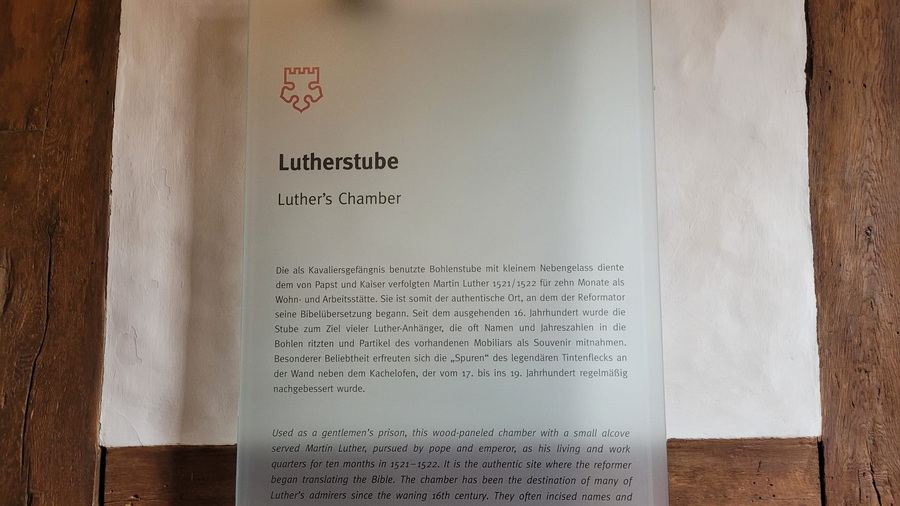 Lutherstube
Luther's Chamber
Die als Kavaliersgefängnis benutzte Bohlenstube mit kleinem Nebengelass diente
dem von Papst und Kaiser verfolgten Martin Luther 1521/1522 für zehn Monate als
Wohn- und Arbeitsstätte. Sie ist somit der authentische Ort, an dem der Reformator
seine Bibelübersetzung begann. Seit dem ausgehenden 16. Jahrhundert wurde die
Stube zum Ziel vieler Luther-Anhänger, die oft Namen und Jahreszahlen in die
Bohlen ritzten und Partikel des vorhandenen Mobiliars als Souvenir mitnahmen.
Besonderer Beliebtheit erfreuten sich die „Spuren“ des legendären Tintenflecks an
der Wand neben dem Kachelofen, der vom 17. bis ins 19. Jahrhundert regelmäßig
nachgebessert wurde.
Used as a gentlemen's prison, this wood-paneled chamber with a small alcove
served Martin Luther, pursued by pope and emperor, as his living and work
quarters for ten months in 1521–1522. It is the authentic site where the reformer
began translating the Bible. The chamber has been the destination of many of
Luther's admirers since the waning 16th century. They often incised names and